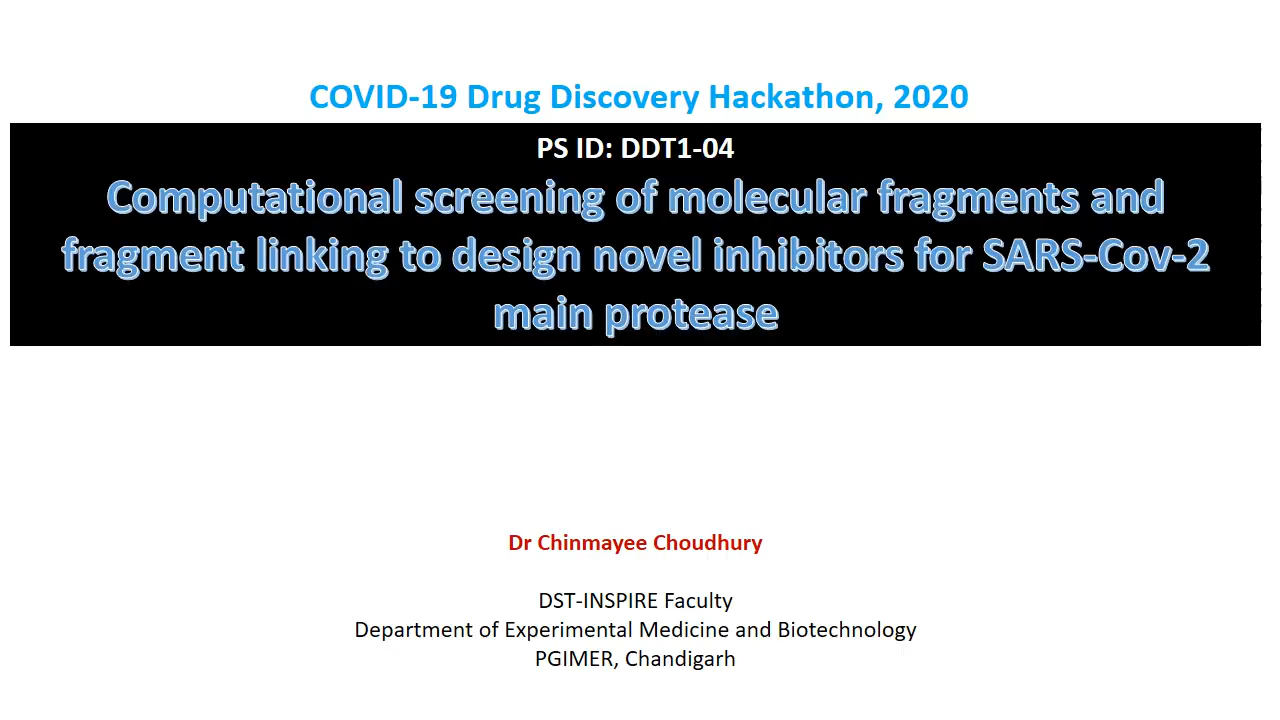 COVID-19 Drug Discovery Hackathon, 2020
PS ID: DDT1-04
Computational screening of molecular fragments and
fragment linking to design novel inhibitors for SARS-Cov-2
main protease
Dr Chinmayee Choudhury
DST-INSPIRE Faculty
Department of Experimental Medicine and Biotechnology
PGIMER, Chandigarh